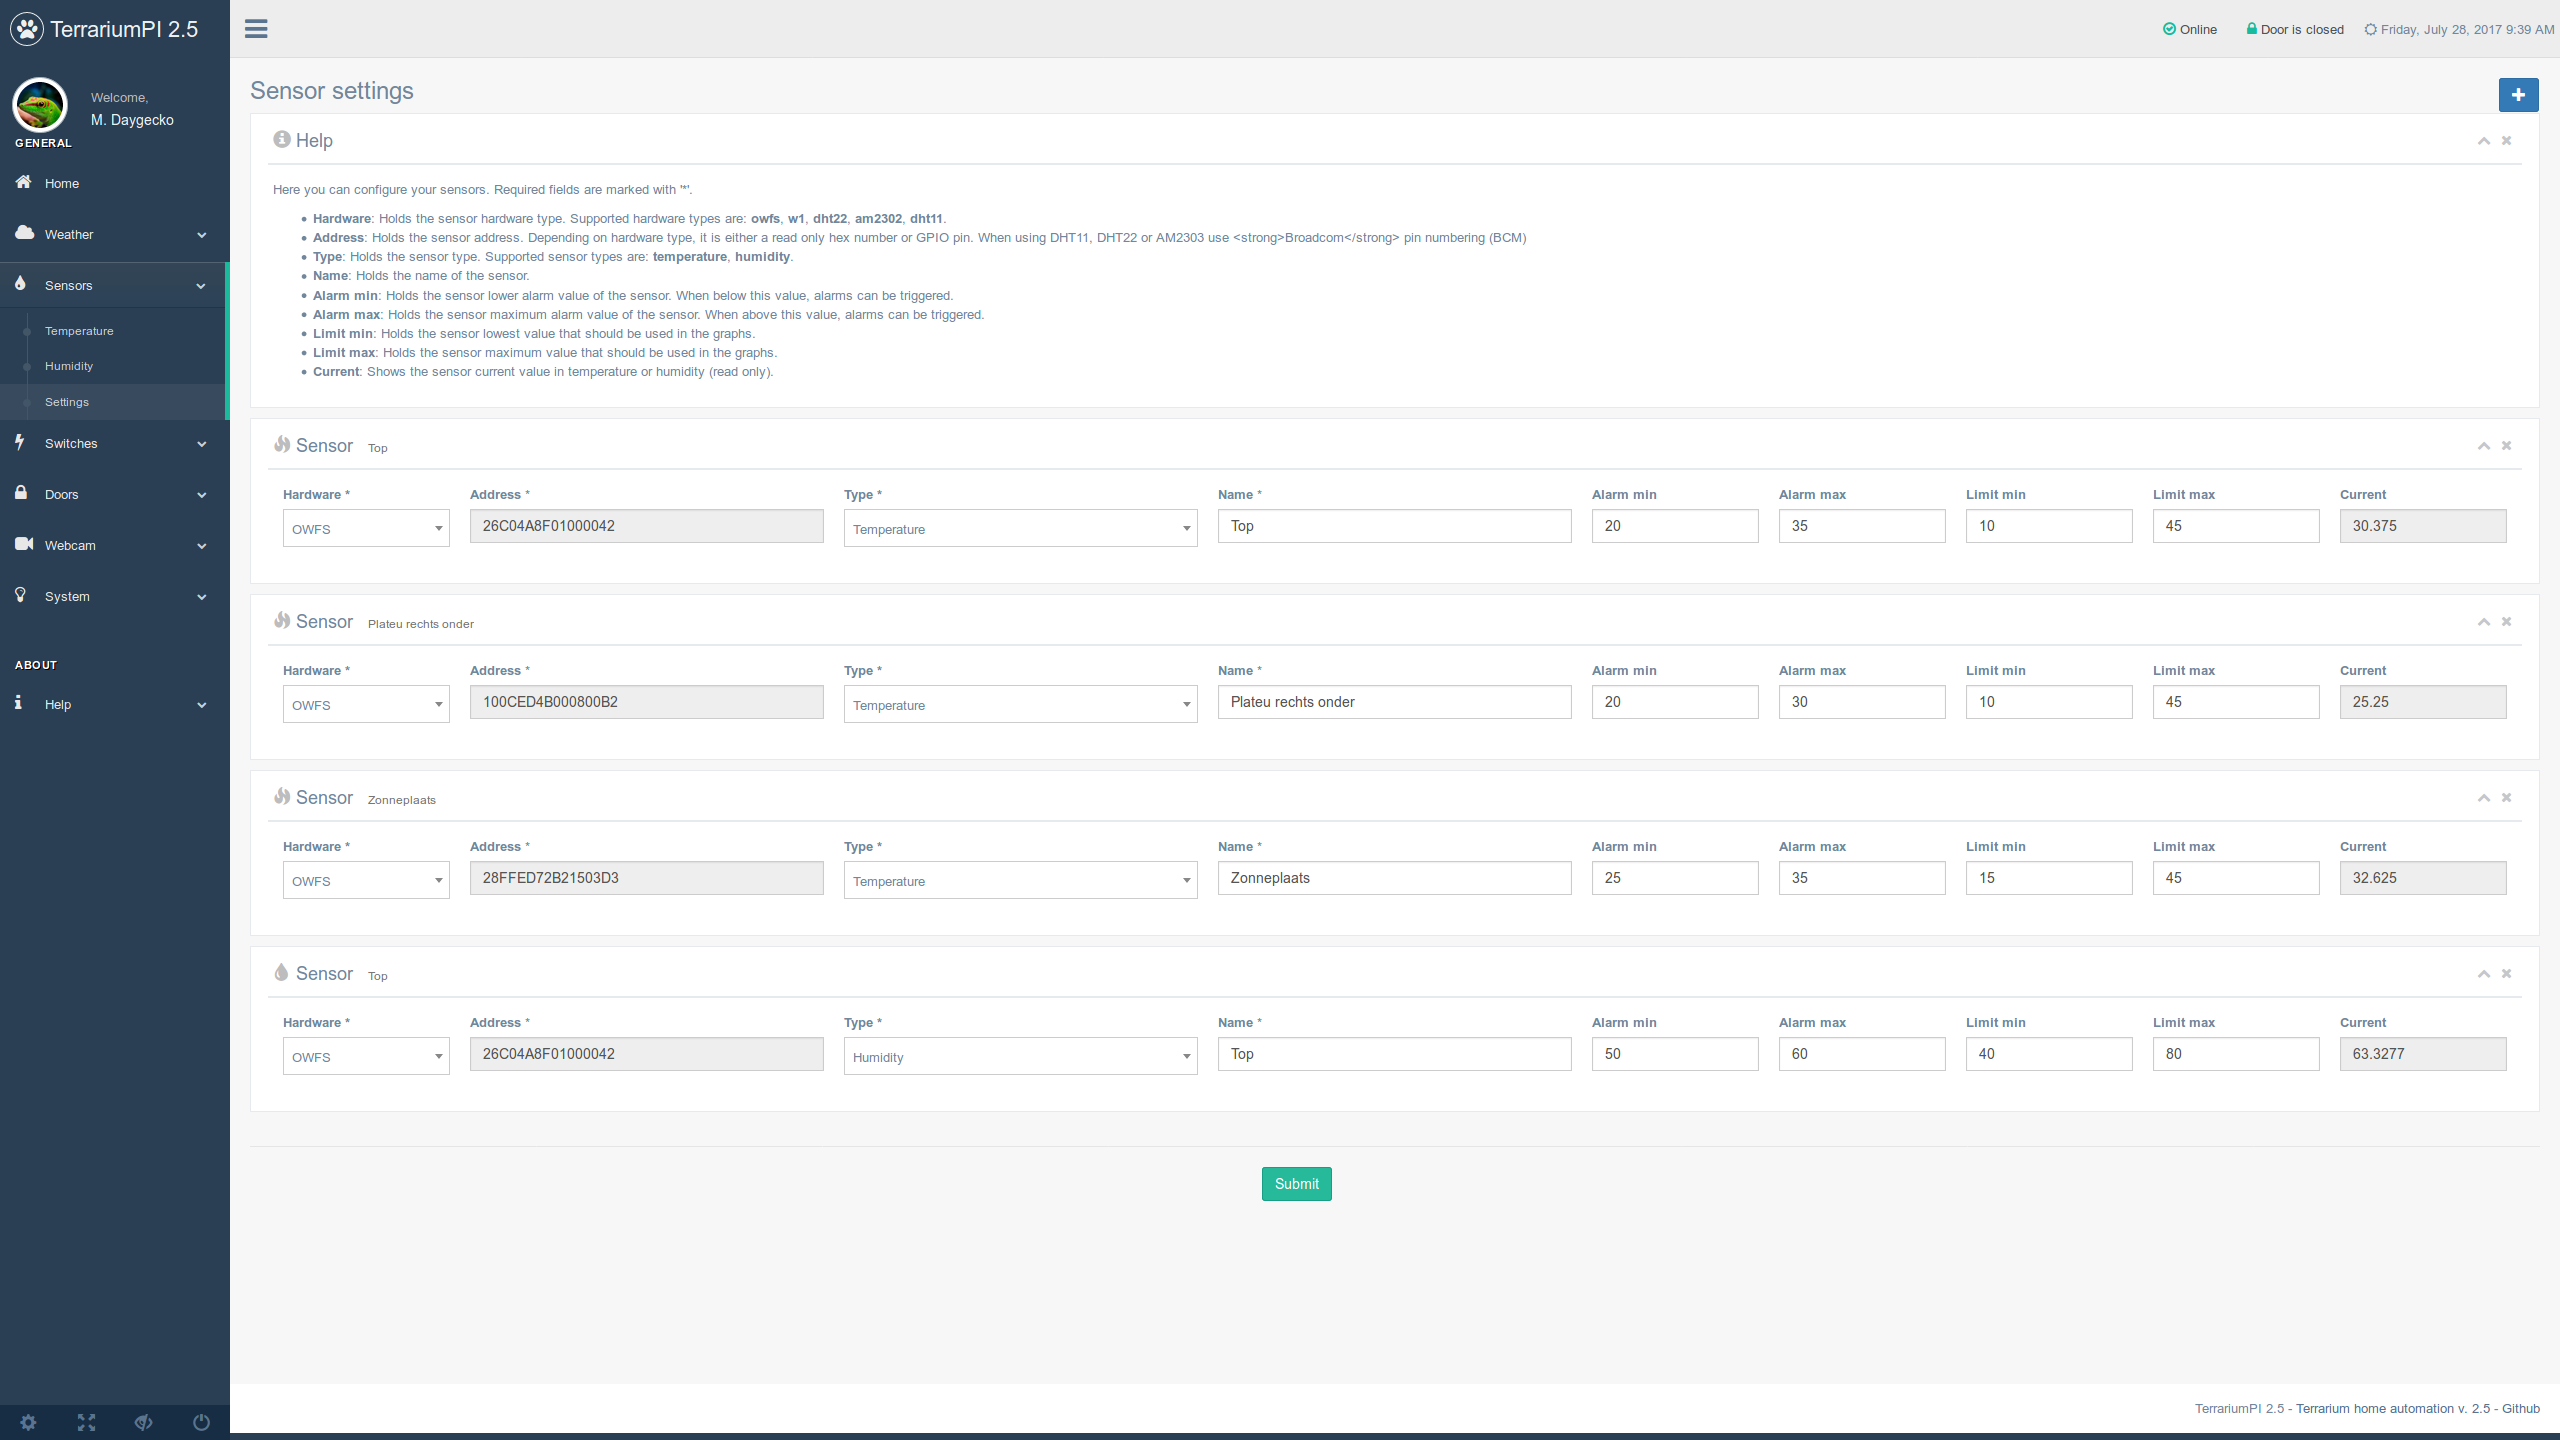 TerrariumPI 2.5
Online
Door is closed
Friday, July 28, 2017 9:39 AM
Welcome,
M. Daygecko
GENERAL
Home
Weather
Sensors
Temperature
Humidity
Settings
Switches
Doors
Webcam
System
ABOUT
Help
Sensor settings
Help
Here you can configure your sensors. Required fields are marked with '*'.
Hardware: Holds the sensor hardware type. Supported hardware types are: owfs, w1, dht22, am2302, dht11.
Address: Holds the sensor address. Depending on hardware type, it is either a read only hex number or GPIO pin. When using DHT11, DHT22 or AM2303 use <strong>Broadcom</strong> pin numbering (BCM)
Type: Holds the sensor type. Supported sensor types are: temperature, humidity.
Name: Holds the name of the sensor.
Alarm min: Holds the sensor lower alarm value of the sensor. When below this value, alarms can be triggered.
Alarm max: Holds the sensor maximum alarm value of the sensor. When above this value, alarms can be triggered.
Limit min: Holds the sensor lowest value that should be used in the graphs.
Limit max: Holds the sensor maximum value that should be used in the graphs.
Current: Shows the sensor current value in temperature or humidity (read only).
Sensor Top
Hardware * Address * Type * Name * Alarm min Alarm max Limit min Limit max Current
OWFS 26C04A8F01000042 Temperature Top 20 35 10 45 30.375
Sensor Plateu rechts onder
Hardware * Address * Type * Name * Alarm min Alarm max Limit min Limit max Current
OWFS 100CED4B000800B2 Temperature Plateu rechts onder 20 30 10 45 25.25
Sensor Zonneplaats
Hardware * Address * Type * Name * Alarm min Alarm max Limit min Limit max Current
OWFS 28FFED72B21503D3 Temperature Zonneplaats 25 35 15 45 32.625
Sensor Top
Hardware * Address * Type * Name * Alarm min Alarm max Limit min Limit max Current
OWFS 26C04A8F01000042 Humidity Top 50 60 40 80 63.3277
Submit
TerrariumPI 2.5 - Terrarium home automation v. 2.5 - Github